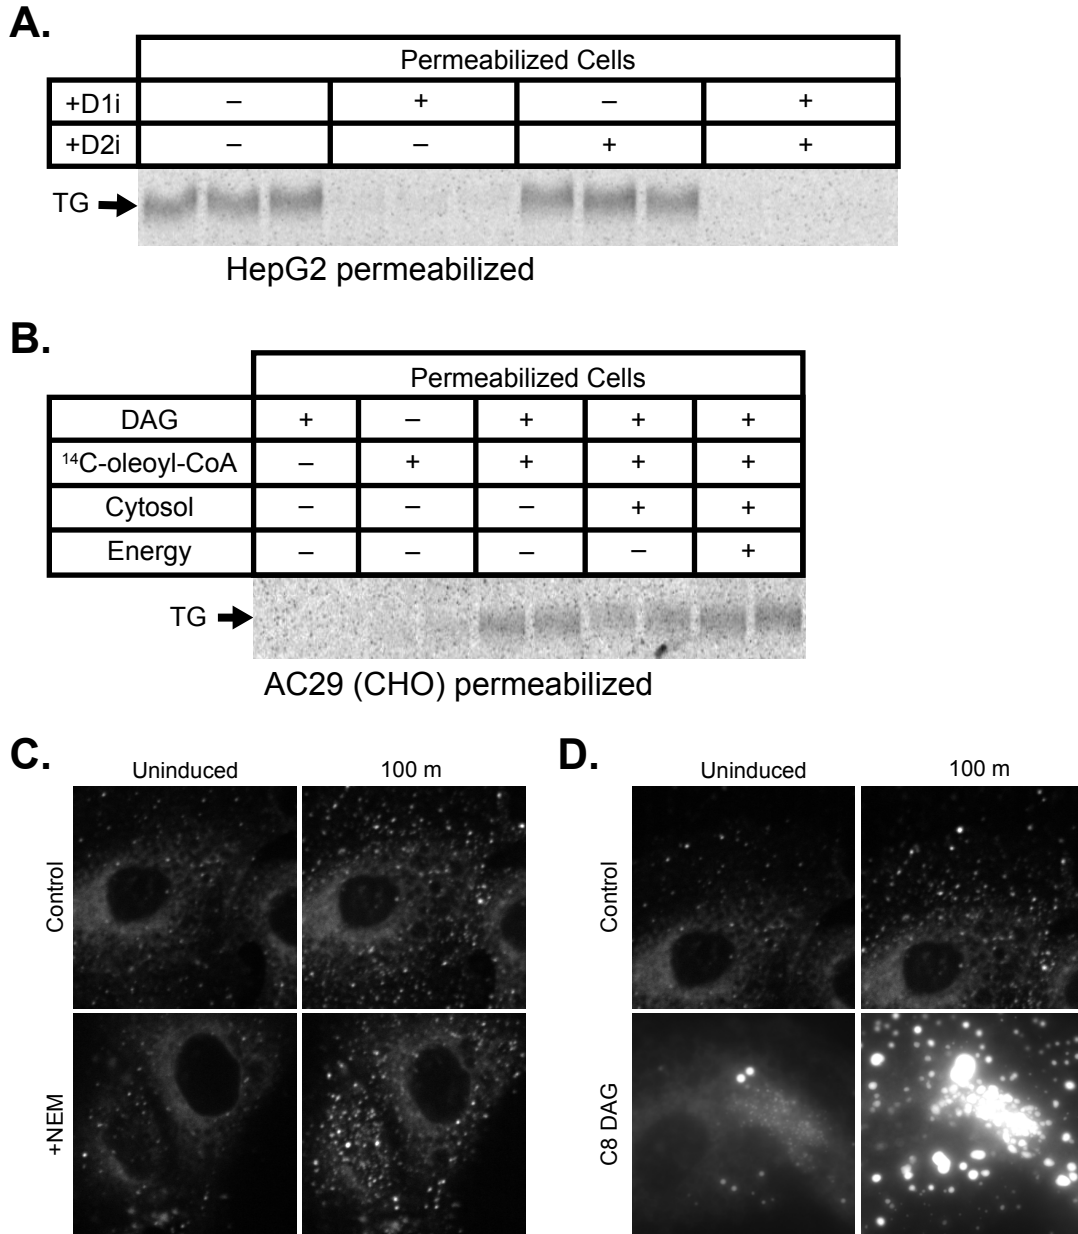 A.
Permeabilized Cells
+D1i – + – +
+D2i – – + +
TG
HepG2 permeabilized
B.
Permeabilized Cells
DAG + – + + +
¹⁴C-oleoyl-CoA – + + + +
Cytosol – – – + +
Energy – – – – +
TG
AC29 (CHO) permeabilized
C.
Uninduced 100 m
Control
+NEM
D.
Uninduced 100 m
Control
C8 DAG